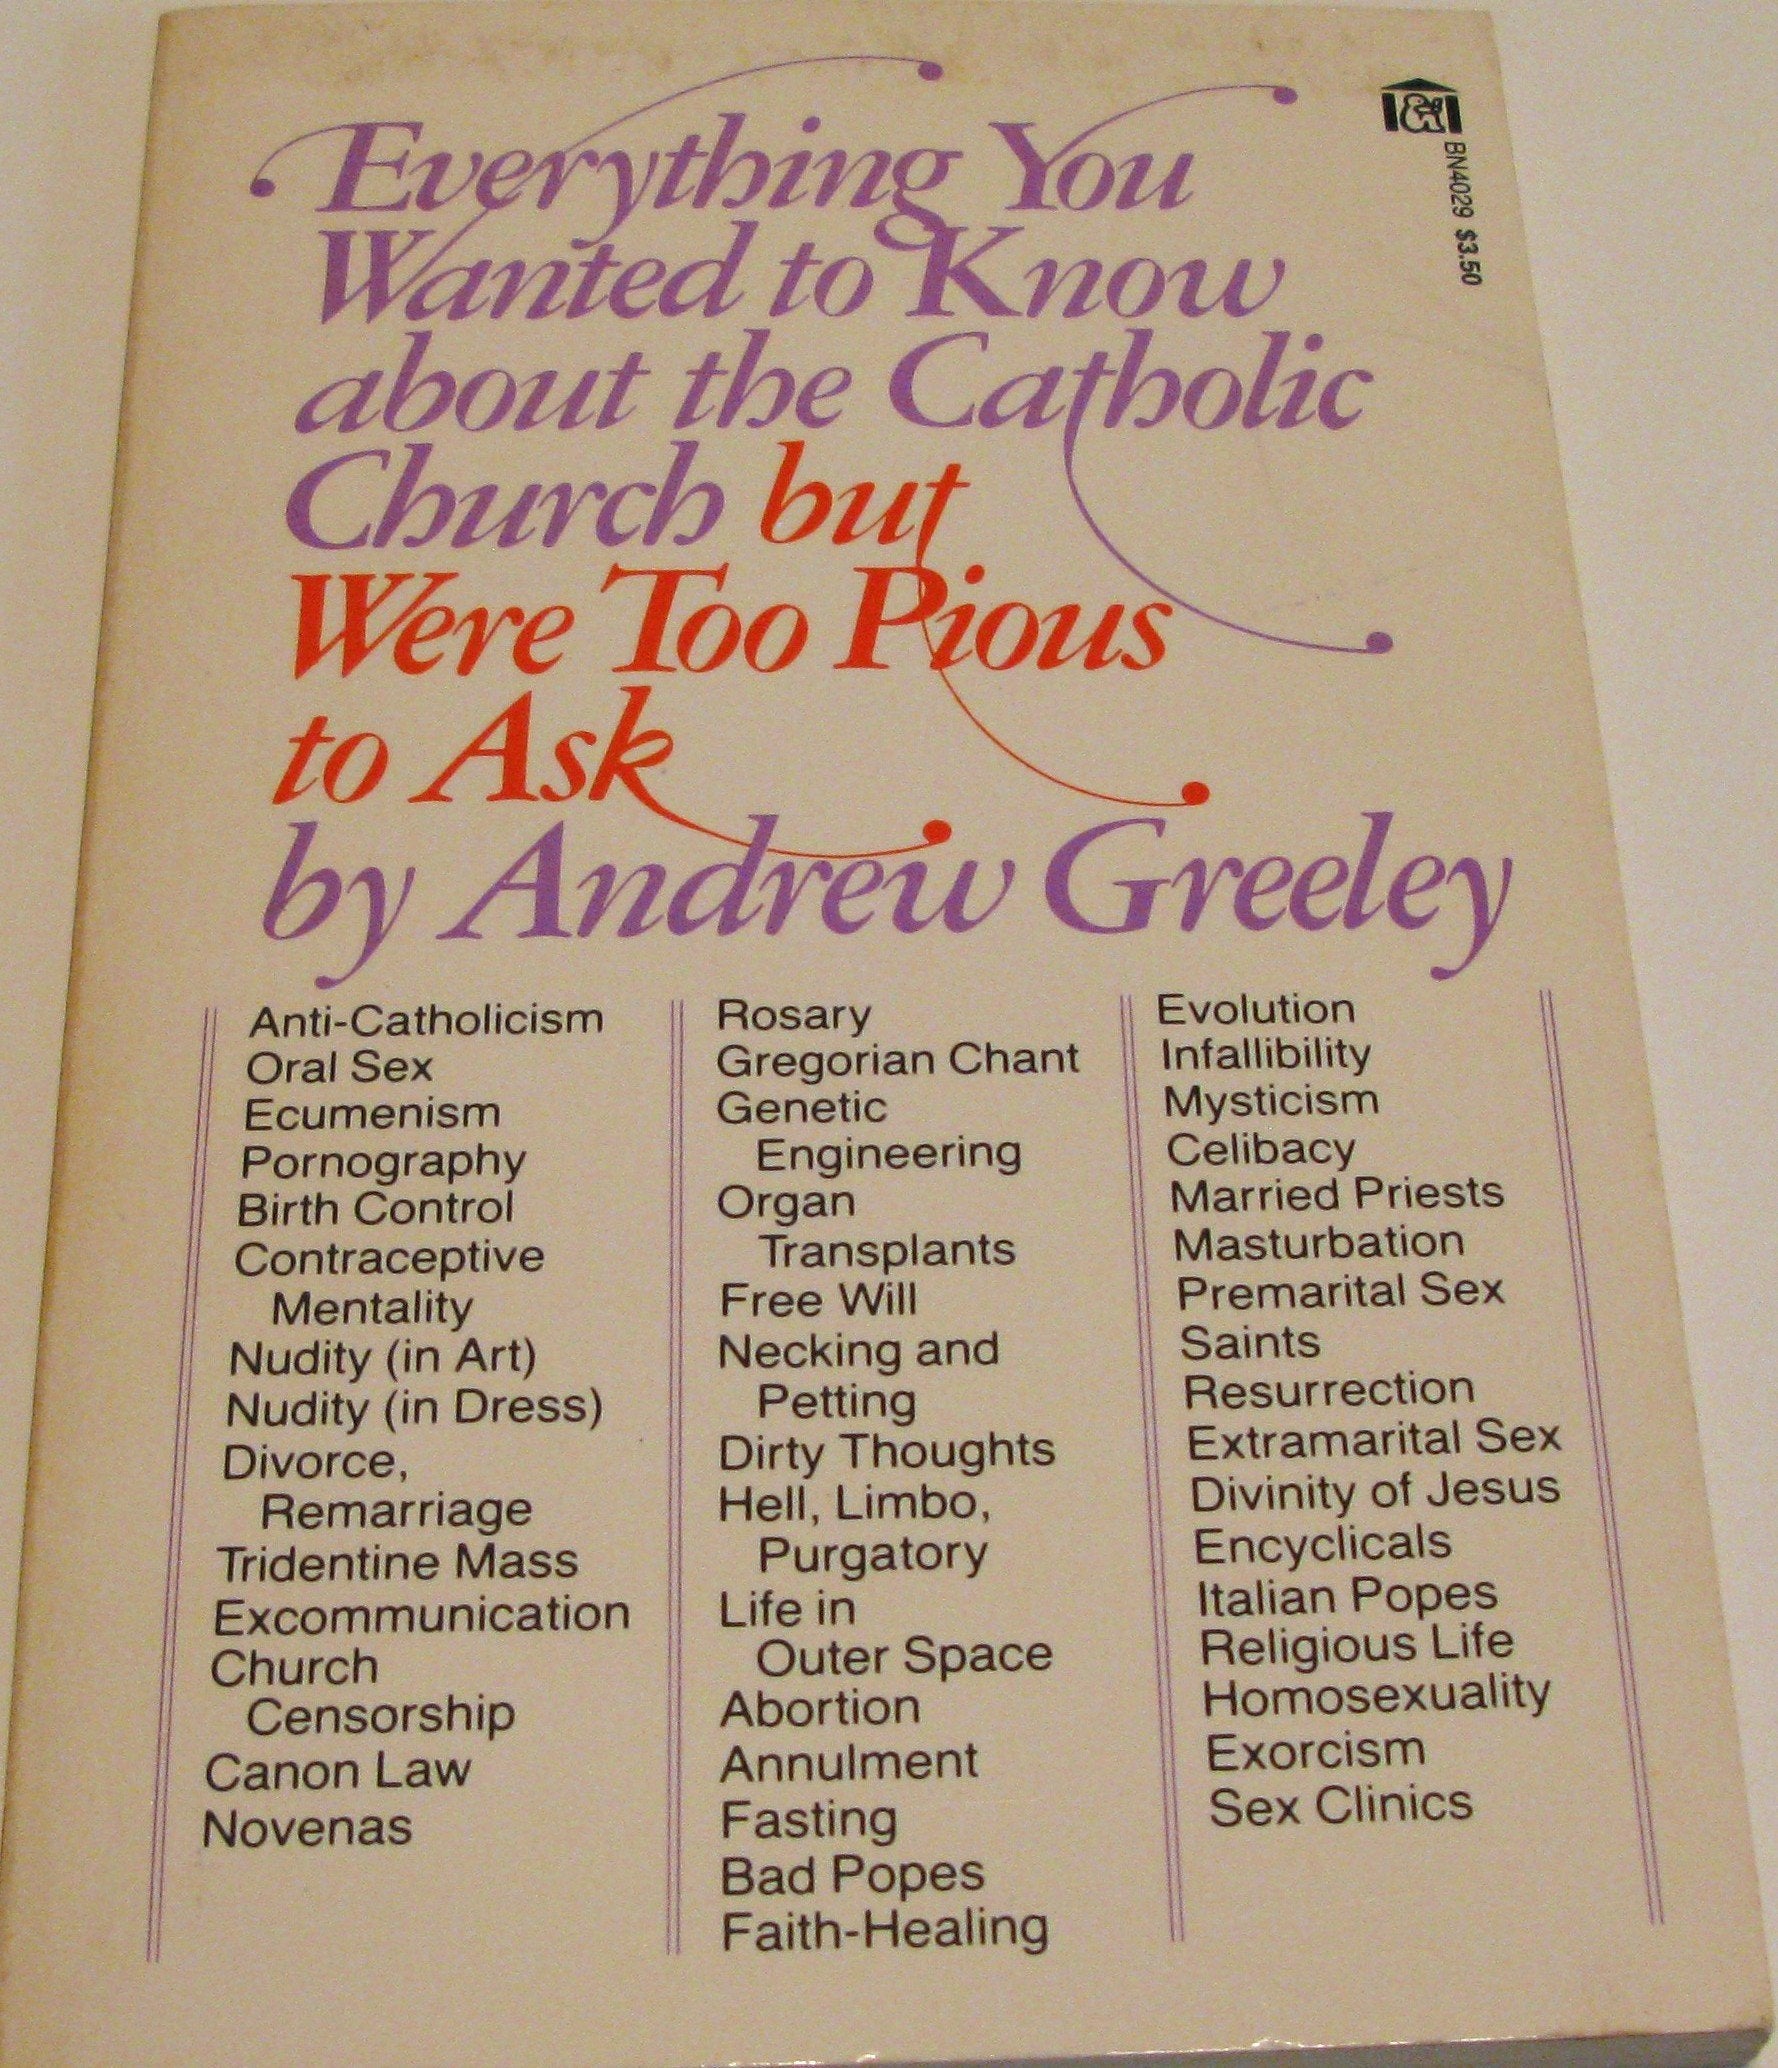 Everything You
Wanted to Know
about the Catholic
Church but
Were Too Pious
to Ask
by Andrew Greeley
BN4029 $3.50
Anti-Catholicism
Oral Sex
Ecumenism
Pornography
Birth Control
Contraceptive
Mentality
Nudity (in Art)
Nudity (in Dress)
Divorce,
Remarriage
Tridentine Mass
Excommunication
Church
Censorship
Canon Law
Novenas
Rosary
Gregorian Chant
Genetic
Engineering
Organ
Transplants
Free Will
Necking and
Petting
Dirty Thoughts
Hell, Limbo,
Purgatory
Life in
Outer Space
Abortion
Annulment
Fasting
Bad Popes
Faith-Healing
Evolution
Infallibility
Mysticism
Celibacy
Married Priests
Masturbation
Premarital Sex
Saints
Resurrection
Extramarital Sex
Divinity of Jesus
Encyclicals
Italian Popes
Religious Life
Homosexuality
Exorcism
Sex Clinics